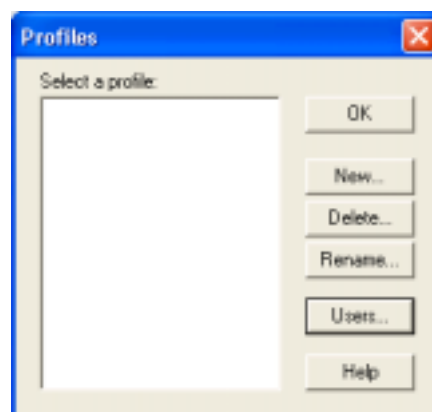 Profiles
Select a profile:
OK
New...
Delete...
Rename...
Users...
Help